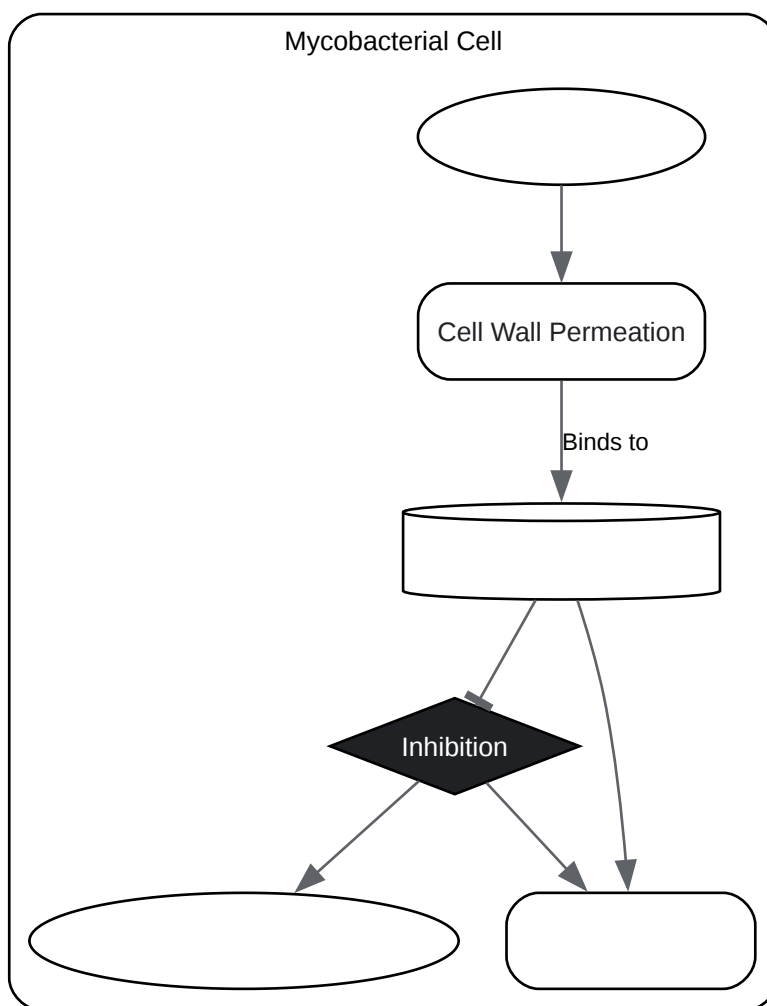 Mycobacterial Cell
Cell Wall Permeation
Binds to
Inhibition